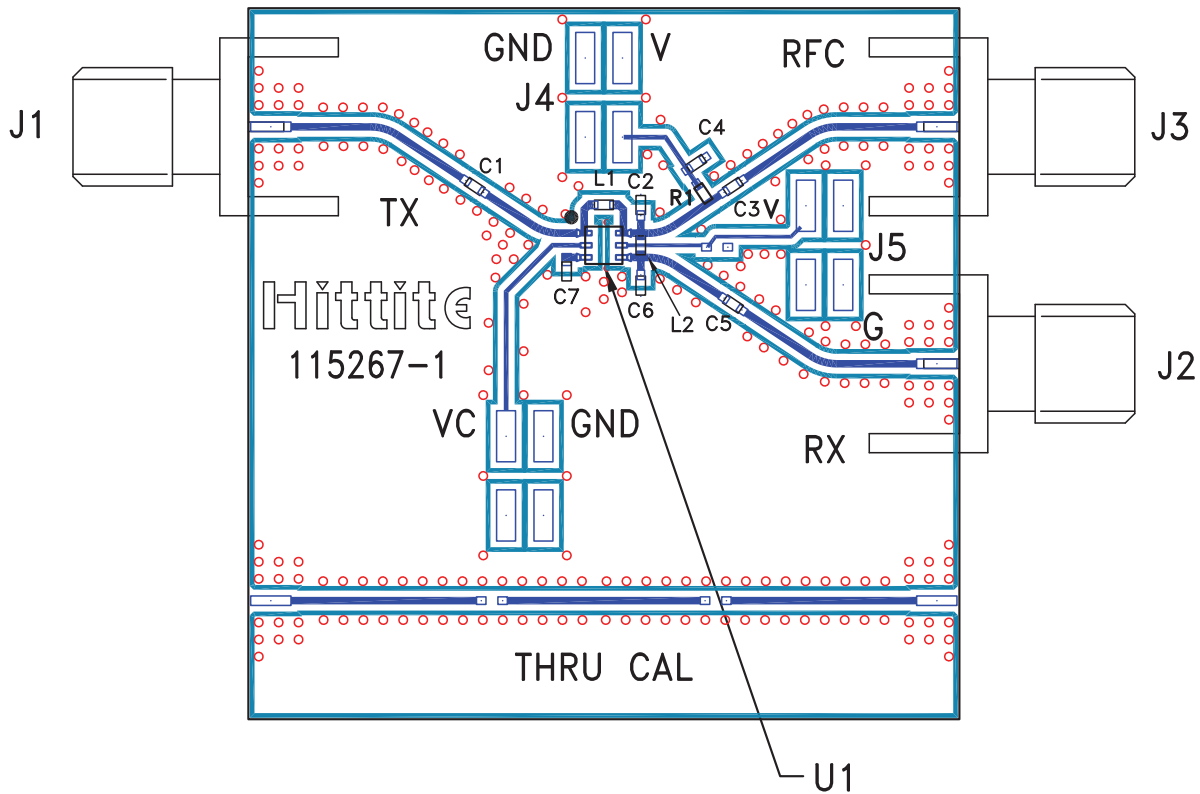 GND V
RFC
J4
J1
J3
C4
C1
L1 C2
R1
C3 V
TX
J5
C7
C6
L2 C5
G
Hittite
115267-1
J2
VC GND
RX
THRU CAL
U1